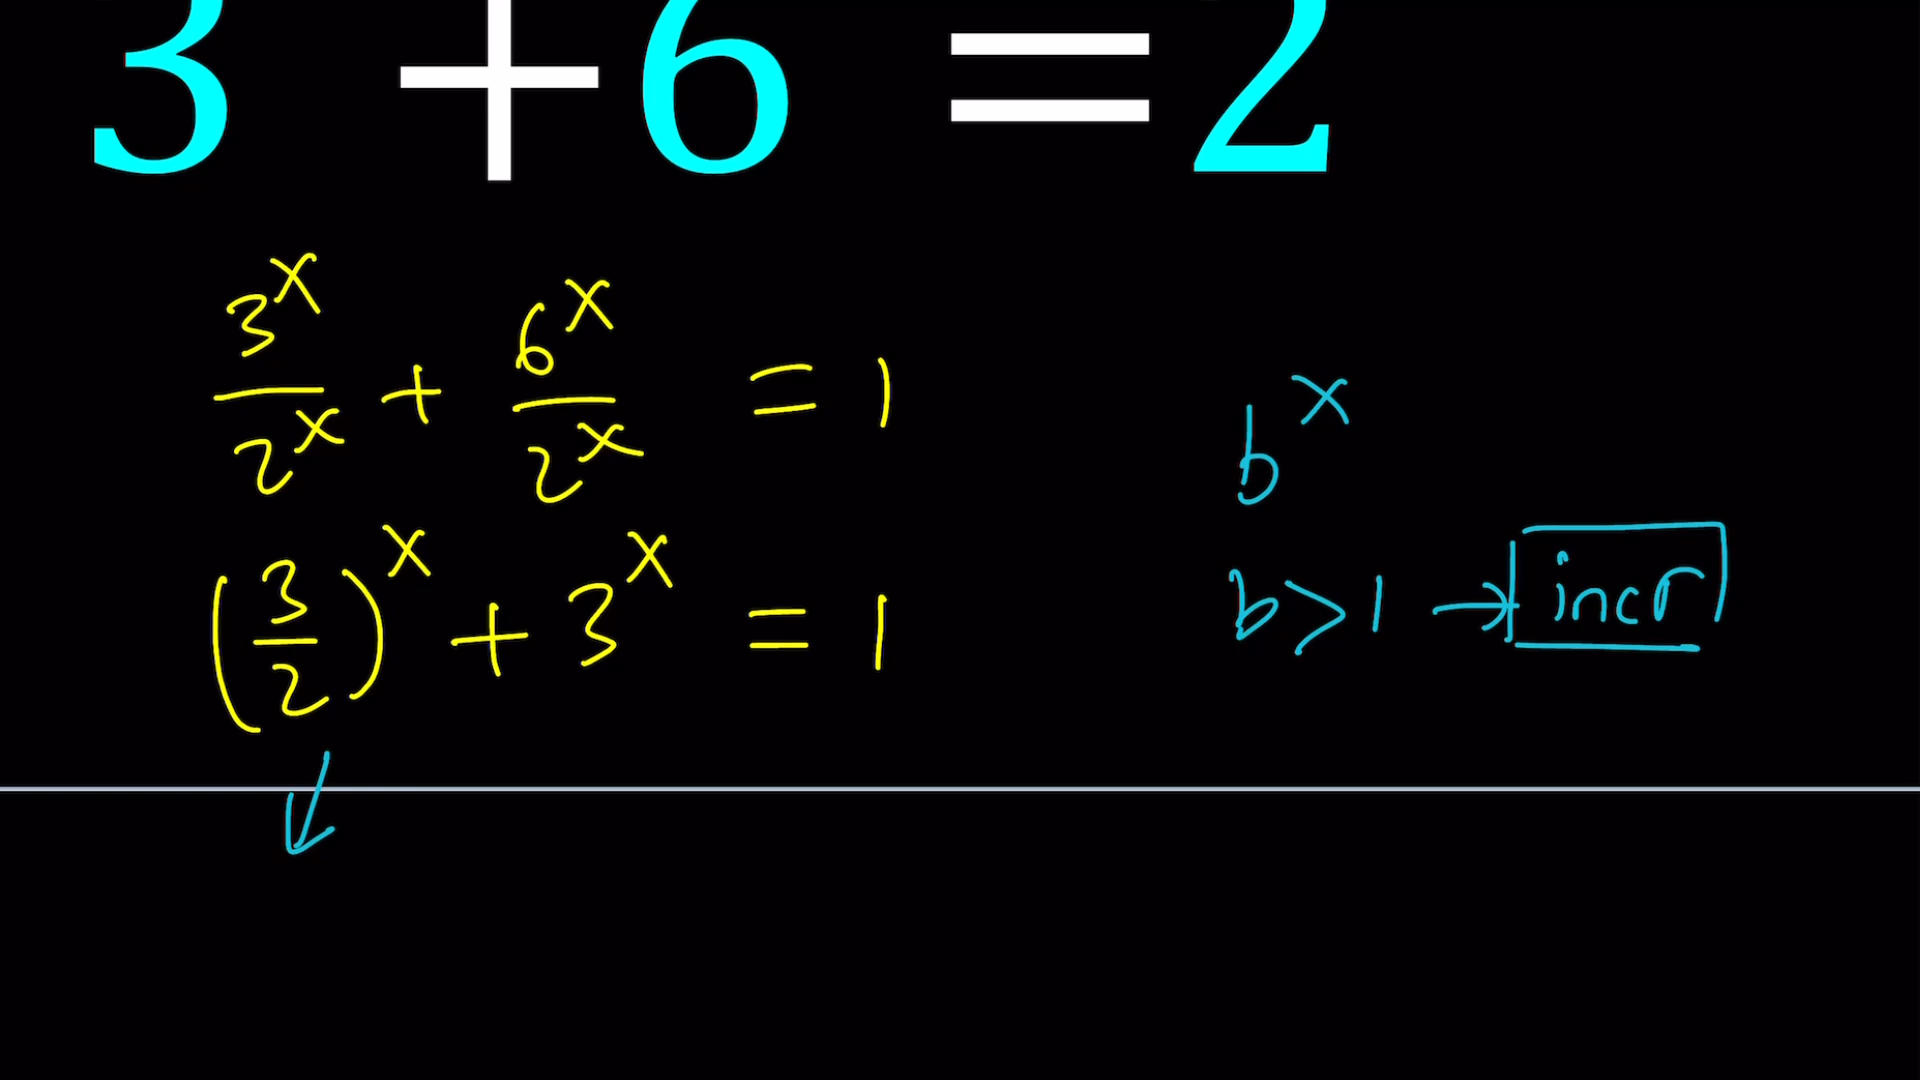 3 + 6 = 2
3^x/2^x + 6^x/2^x = 1
b^x
(3/2)^x + 3^x = 1
b > 1 → incr